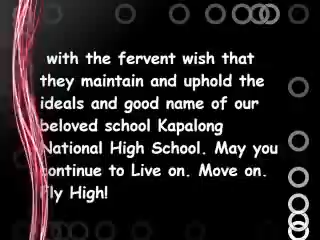 with the fervent wish that
they maintain and uphold the
ideals and good name of our
beloved school Kapalong
National High School. May you
continue to Live on. Move on.
Fly High!